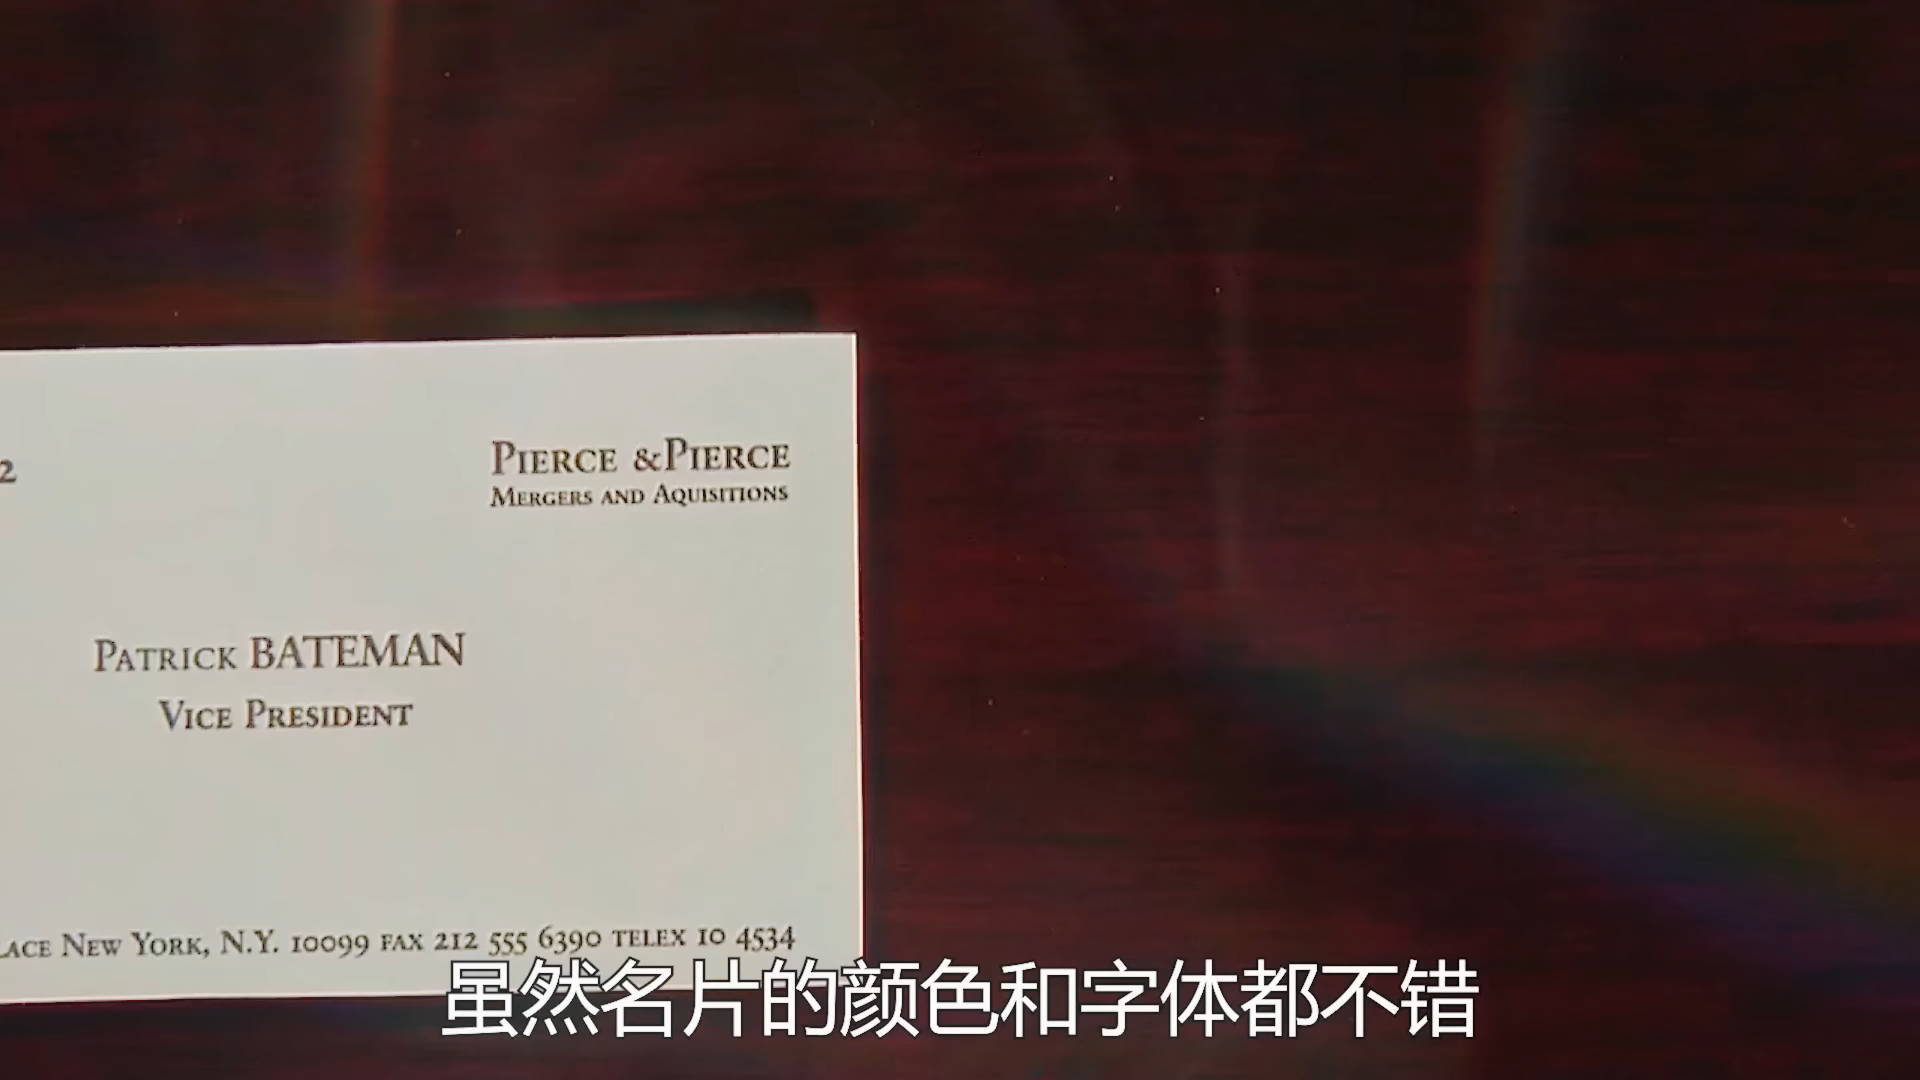 2
PIERCE &PIERCE
MERGERS AND AQUISITIONS
PATRICK BATEMAN
VICE PRESIDENT
LACE NEW YORK, N.Y. 10099 FAX 212 555 6390 TELEX 10 4534
虽然名片的颜色和字体都不错